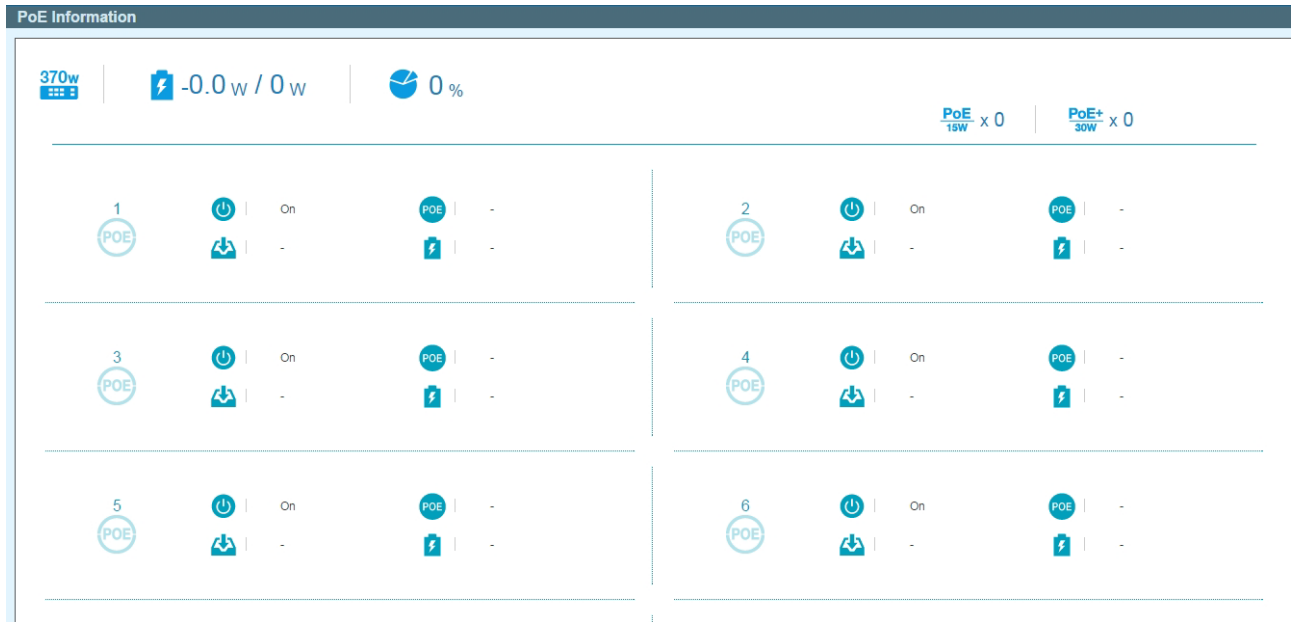 PoE Information
370w
-0.0 W / 0 W
0 %
PoE 15W x 0
PoE+ 30W x 0
1 On POE -
POE - -
2 On POE -
POE - -
3 On POE -
POE - -
4 On POE -
POE - -
5 On POE -
POE - -
6 On POE -
POE - -